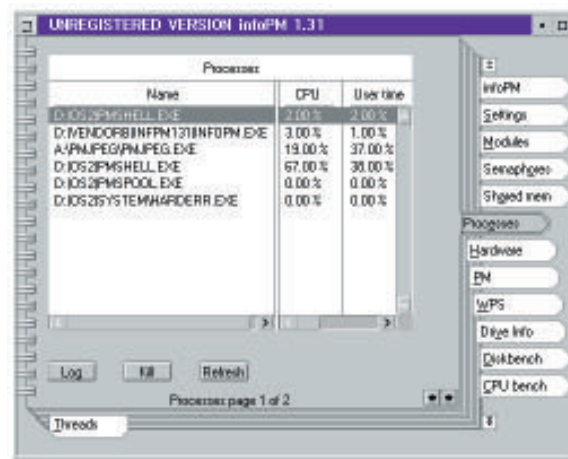 UNREGISTERED VERSION infoPM 1.31
Processes
Name CPU User time
D:\OS2\PMSHELL.EXE 2.00 % 2.00 %
D:\VENDORB\INFPM131\INFOPM.EXE 3.00 % 1.00 %
A:\PMJPEG\PMJPEG.EXE 19.00 % 37.00 %
D:\OS2\PMSHELL.EXE 67.00 % 38.00 %
D:\OS2\PMSPOOL.EXE 0.00 % 0.00 %
D:\OS2\SYSTEM\HARDERR.EXE 0.00 % 0.00 %
Log Kill Refresh
Processes page 1 of 2
Threads
infoPM
Settings
Modules
Semaphores
Shared mem
Processes
Hardware
PM
WPS
Drive Info
Diskbench
CPU bench